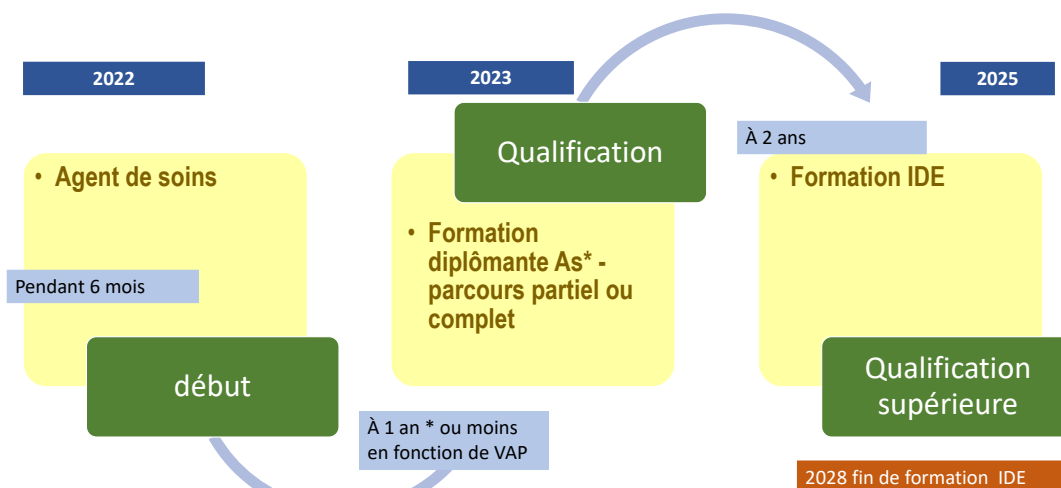 2022
• Agent de soins
Pendant 6 mois
début
À 1 an * ou moins
en fonction de VAP
2023
Qualification
• Formation
diplômante As* -
parcours partiel ou
complet
2025
À 2 ans
• Formation IDE
Qualification
supérieure
2028 fin de formation IDE